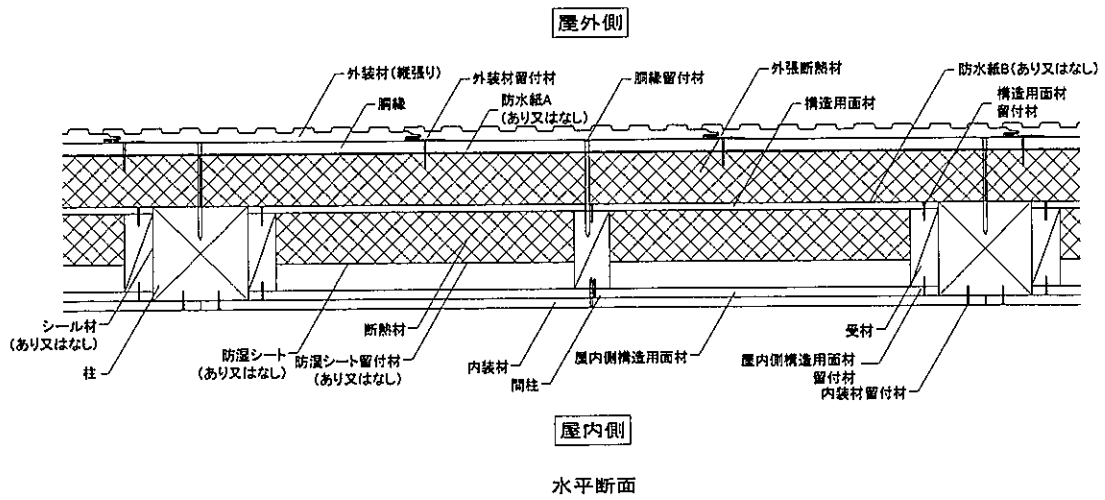 屋外側
外装材(縦張り)
外装材留付材
胴縁留付材
外張断熱材
防水紙B(あり又はなし)
胴縁
防水紙A
(あり又はなし)
構造用面材
構造用面材
留付材
シール材
(あり又はなし)
柱
防湿シート
(あり又はなし)
断熱材
防湿シート留付材
(あり又はなし)
内装材
間柱
屋内側構造用面材
受材
屋内側構造用面材
留付材
内装材留付材
屋内側
水平断面